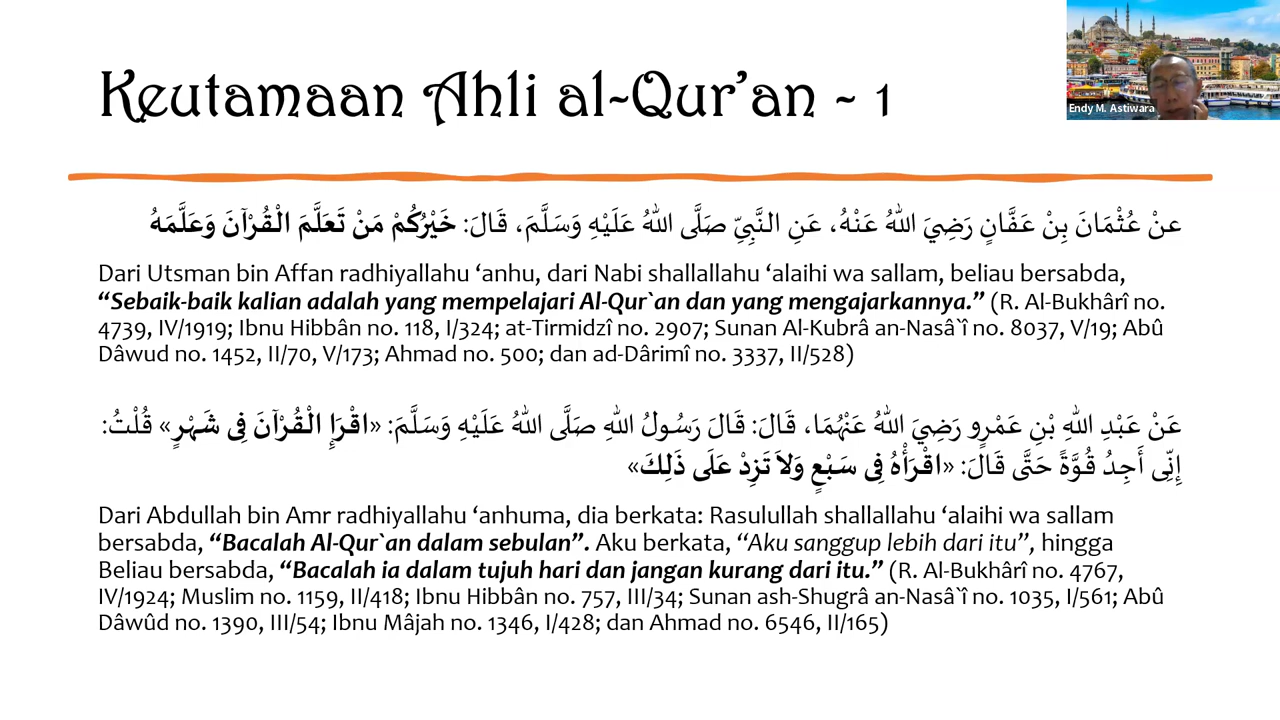 Keutamaan Ahli al-Qur’an - 1
Endy M. Astiwara
عنْ عُثْمَانَ بِنْ عَفَّانٍ رَضِيَ اللهُ عَنْهُ، عَنِ النَّبِيِّ صَلَّى اللهُ عَلَيْهِ وَسَلَّمَ، قَالَ: خَيْرُكُمْ مَنْ تَعَلَّمَ الْقُرْآنَ وَعَلَّمَهُ
Dari Utsman bin Affan radhiyallahu ‘anhu, dari Nabi shallallahu ‘alaihi wa sallam, beliau bersabda,
“Sebaik-baik kalian adalah yang mempelajari Al-Qur`an dan yang mengajarkannya.” (R. Al-Bukhârî no.
4739, IV/1919; Ibnu Hibbân no. 118, I/324; at-Tirmidzî no. 2907; Sunan Al-Kubrâ an-Nasâ`î no. 8037, V/19; Abû
Dâwud no. 1452, II/70, V/173; Ahmad no. 500; dan ad-Dârimî no. 3337, II/528)
عَنْ عَبْدِ اللهِ بْنِ عَمْرٍو رَضِيَ اللهُ عَنْهُمَا، قَالَ: قَالَ رَسُولُ اللهِ صَلَّى اللهُ عَلَيْهِ وَسَلَّمَ: «اقْرَإِ الْقُرْآنَ فِى شَهْرٍ» قُلْتُ:
إِنِّى أَجِدُ قُوَّةً حَتَّى قَالَ: «اقْرَأْهُ فِى سَبْعٍ وَلاَ تَزِدْ عَلَى ذَلِكَ»
Dari Abdullah bin Amr radhiyallahu ‘anhuma, dia berkata: Rasulullah shallallahu ‘alaihi wa sallam
bersabda, “Bacalah Al-Qur`an dalam sebulan”. Aku berkata, “Aku sanggup lebih dari itu”, hingga
Beliau bersabda, “Bacalah ia dalam tujuh hari dan jangan kurang dari itu.” (R. Al-Bukhârî no. 4767,
IV/1924; Muslim no. 1159, II/418; Ibnu Hibbân no. 757, III/34; Sunan ash-Shugrâ an-Nasâ`î no. 1035, I/561; Abû
Dâwûd no. 1390, III/54; Ibnu Mâjah no. 1346, I/428; dan Ahmad no. 6546, II/165)